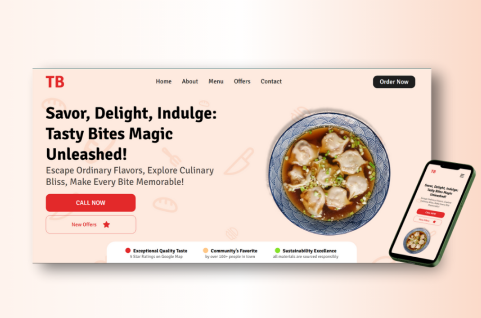 TB
Home About Menu Offers Contact
Order Now
Savor, Delight, Indulge:
Tasty Bites Magic
Unleashed!
Escape Ordinary Flavors, Explore Culinary
Bliss, Make Every Bite Memorable!
CALL NOW
New Offers
Exceptional Quality Taste
5 Star Ratings on Google Map
Community's Favorite
by over 100+ people in town
Sustainability Excellence
all materials are sourced responsibly
TB
Savor, Delight, Indulge:
Tasty Bites Magic
Unleashed!